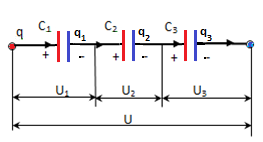 q C₁ q₁ C₂ q₂ C₃ q₃
+ - + - + -
U₁ U₂ U₃
U